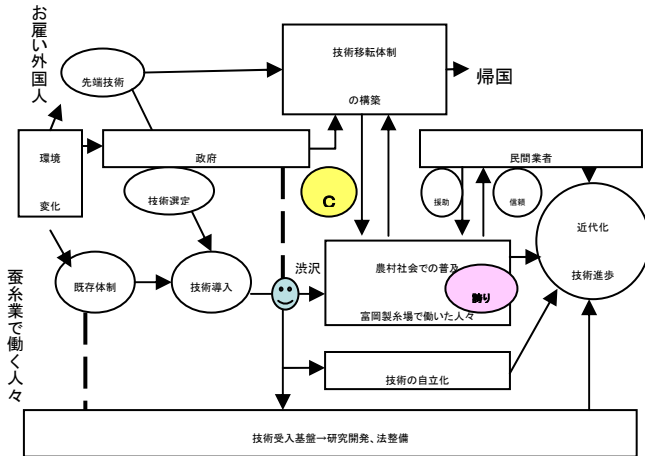 お雇い外国人
先端技術
技術移転体制
の構築
帰国
環境
変化
政府
民間業者
技術選定
C
援助
信頼
近代化
技術進歩
蚕糸業で働く人々
既存体制
技術導入
渋沢
農村社会での普及
誇り
富岡製糸場で働いた人々
技術の自立化
技術受入基盤→研究開発、法整備